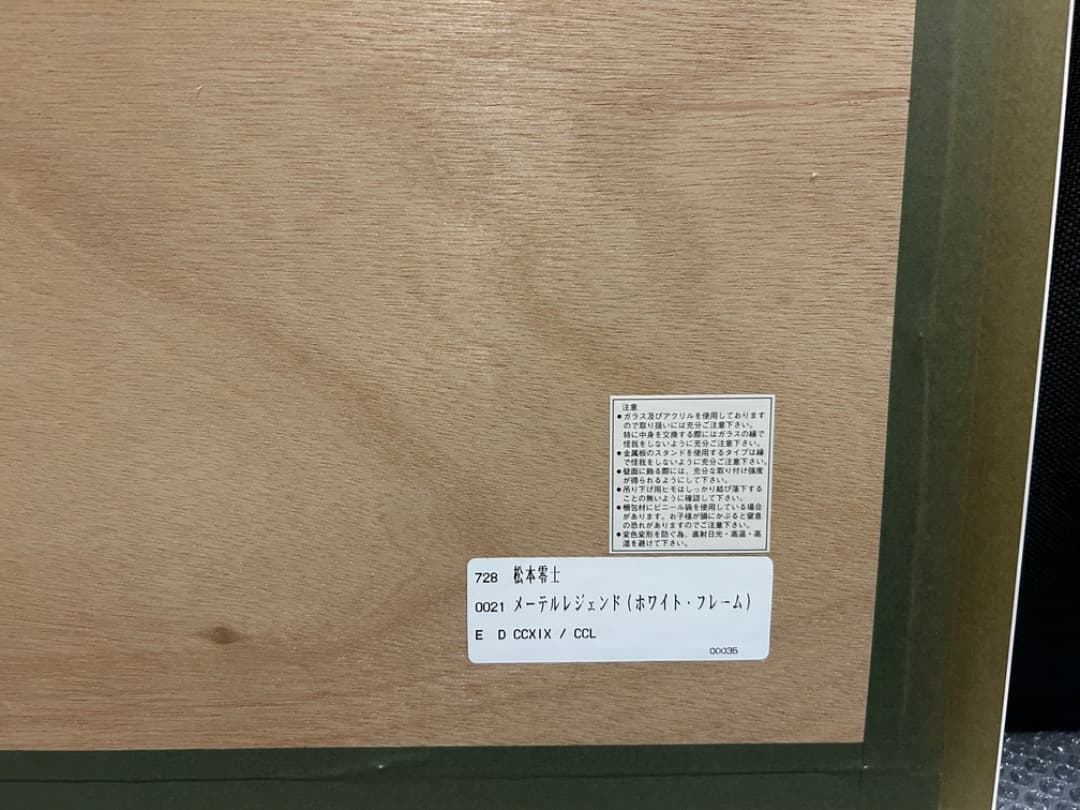 注意
●ガラス及びアクリルを使用しております
ので取り扱いには充分ご注意下さい。
特に中身を交換する際にはガラスの縁で
怪我をしないように充分ご注意下さい。
●金属板のスタンドを使用するタイプは縁
で怪我をしないように充分ご注意下さい。
●壁面に飾る際には、充分な取り付け強度
が得られるようにして下さい。
●吊り下げ用ヒモはしっかり結び落下する
ことの無いように確認して下さい。
●梱包材にビニール袋を使用している場合
があります。お子様が頭にかぶると窒息
の恐れがありますのでご注意下さい。
●変色変形を防ぐ為、直射日光・高温・高
湿を避けて下さい。
728 松本零士
0021 メーテルレジェンド(ホワイト・フレーム)
E D CCXIX / CCL
00035